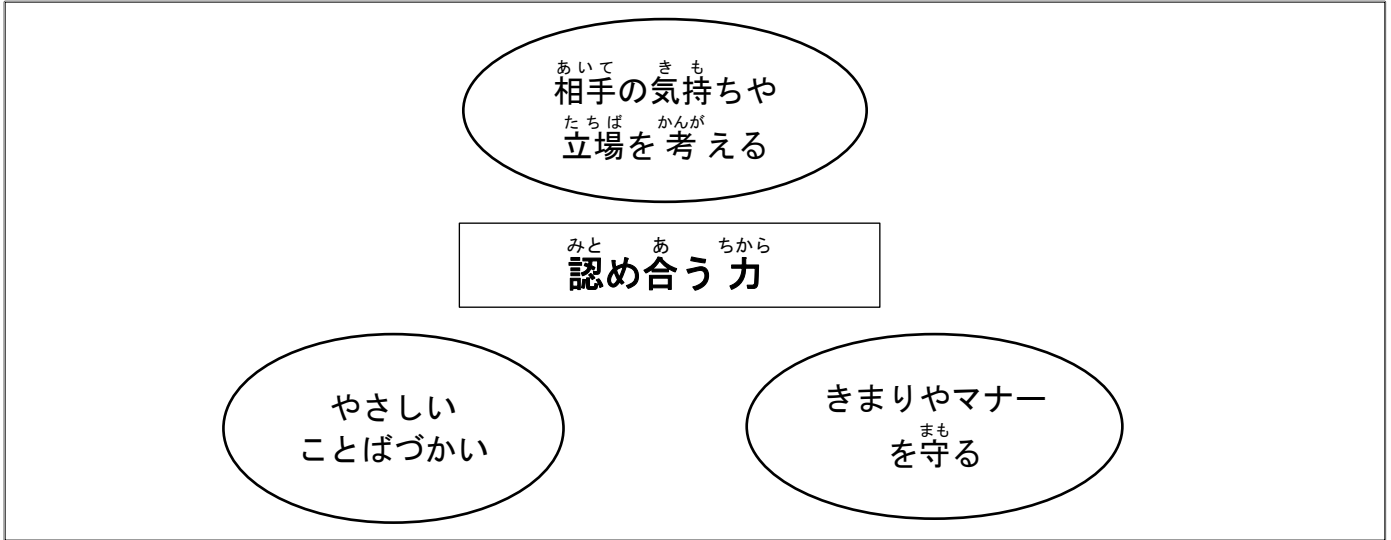 相手の気持ちや
立場を考える
認め合う力
やさしい
ことばづかい
きまりやマナー
を守る